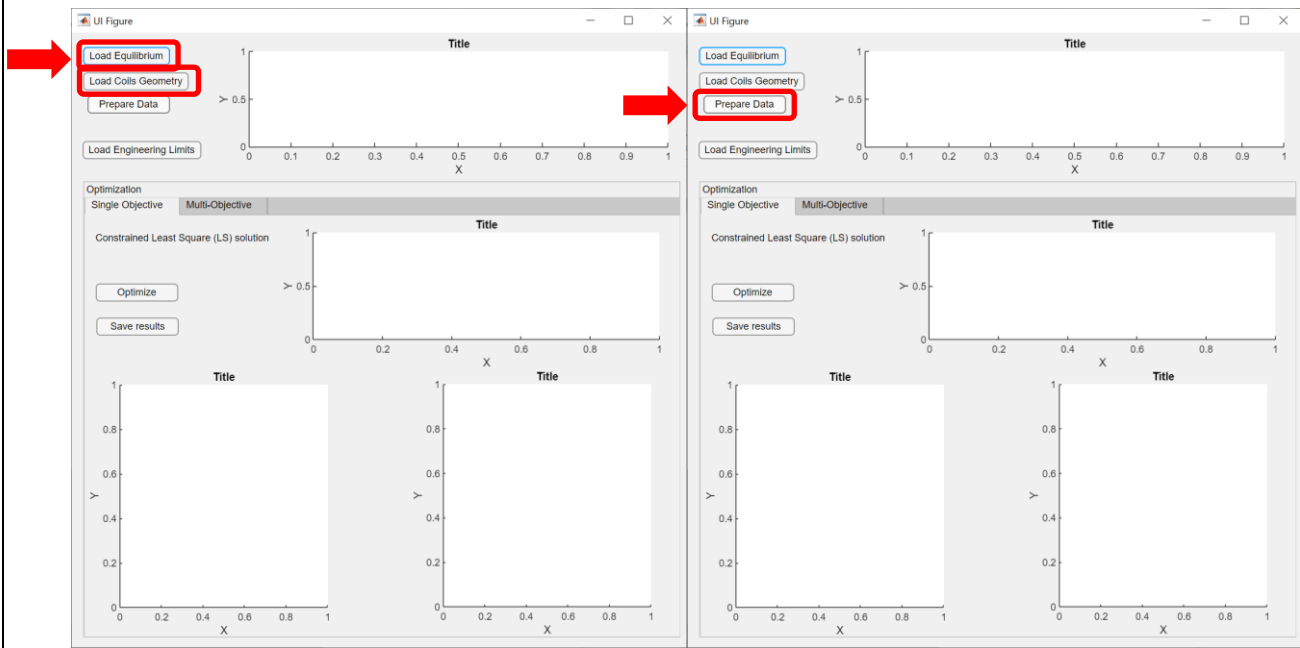 UI Figure
Load Equilibrium
Load Coils Geometry
Prepare Data
Load Engineering Limits
Title
1
0.5
0
Y
0 0.1 0.2 0.3 0.4 0.5 0.6 0.7 0.8 0.9 1
X
Optimization
Single Objective Multi-Objective
Constrained Least Square (LS) solution
Optimize
Save results
Title
1
0.5
0
Y
0 0.2 0.4 0.6 0.8 1
X
Title
1
0.8
0.6
0.4
0.2
0
Y
0 0.2 0.4 0.6 0.8 1
X
Title
1
0.8
0.6
0.4
0.2
0
Y
0 0.2 0.4 0.6 0.8 1
X
UI Figure
Load Equilibrium
Load Coils Geometry
Prepare Data
Load Engineering Limits
Title
1
0.5
0
Y
0 0.1 0.2 0.3 0.4 0.5 0.6 0.7 0.8 0.9 1
X
Optimization
Single Objective Multi-Objective
Constrained Least Square (LS) solution
Optimize
Save results
Title
1
0.5
0
Y
0 0.2 0.4 0.6 0.8 1
X
Title
1
0.8
0.6
0.4
0.2
0
Y
0 0.2 0.4 0.6 0.8 1
X
Title
1
0.8
0.6
0.4
0.2
0
Y
0 0.2 0.4 0.6 0.8 1
X